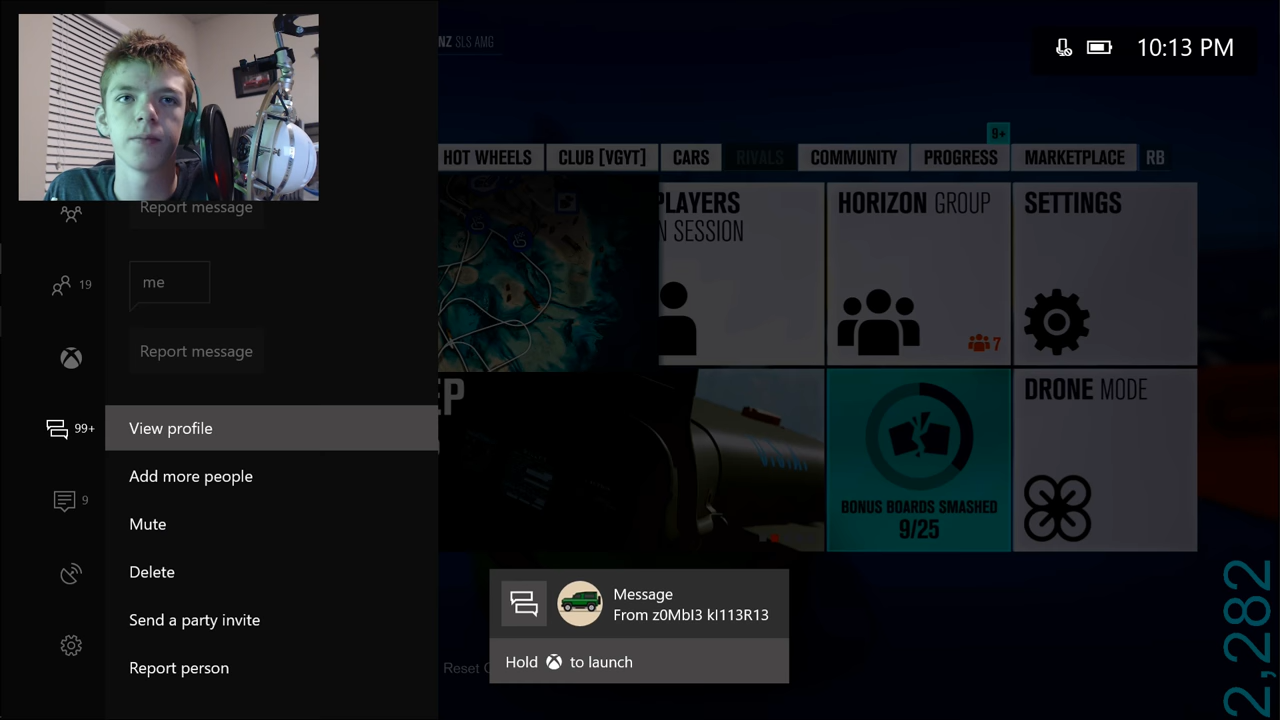 NZ SLS AMG
10:13 PM
9+
HOT WHEELS
CLUB [VGYT]
CARS
RIVALS
COMMUNITY
PROGRESS
MARKETPLACE
RB
Report message
me
Report message
19
99+
9
View profile
Add more people
Mute
Delete
Send a party invite
Report person
PLAYERS
N SESSION
HORIZON GROUP
7
SETTINGS
EP
BONUS BOARDS SMASHED
9/25
DRONE MODE
Message
From z0MbI3 kI113R13
Hold to launch
Reset
2,282